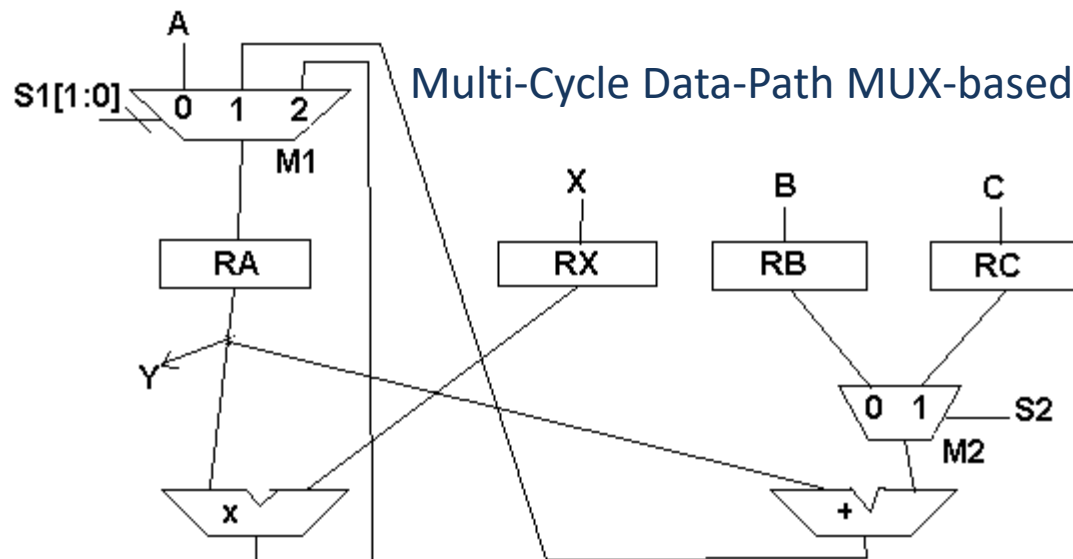 A
Multi-Cycle Data-Path MUX-based
S1[1:0]
0 1 2
M1
X
B
C
RA
RX
RB
RC
Y
0 1
S2
M2
x
+